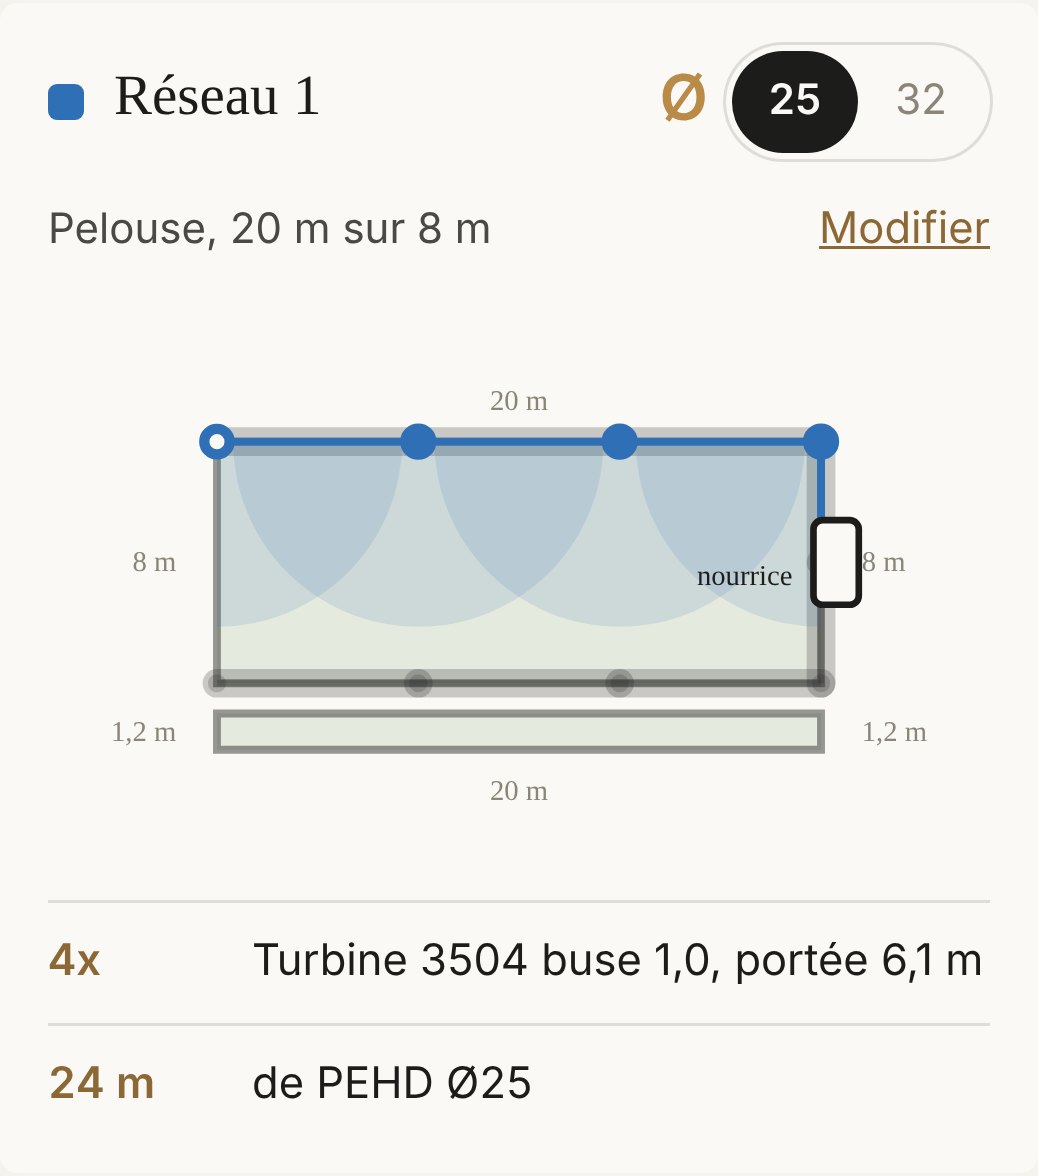 Réseau 1
Ø 25 32
Pelouse, 20 m sur 8 m Modifier
20 m
8 m nourrice 8 m
1,2 m 1,2 m
20 m
4x Turbine 3504 buse 1,0, portée 6,1 m
24 m de PEHD Ø25